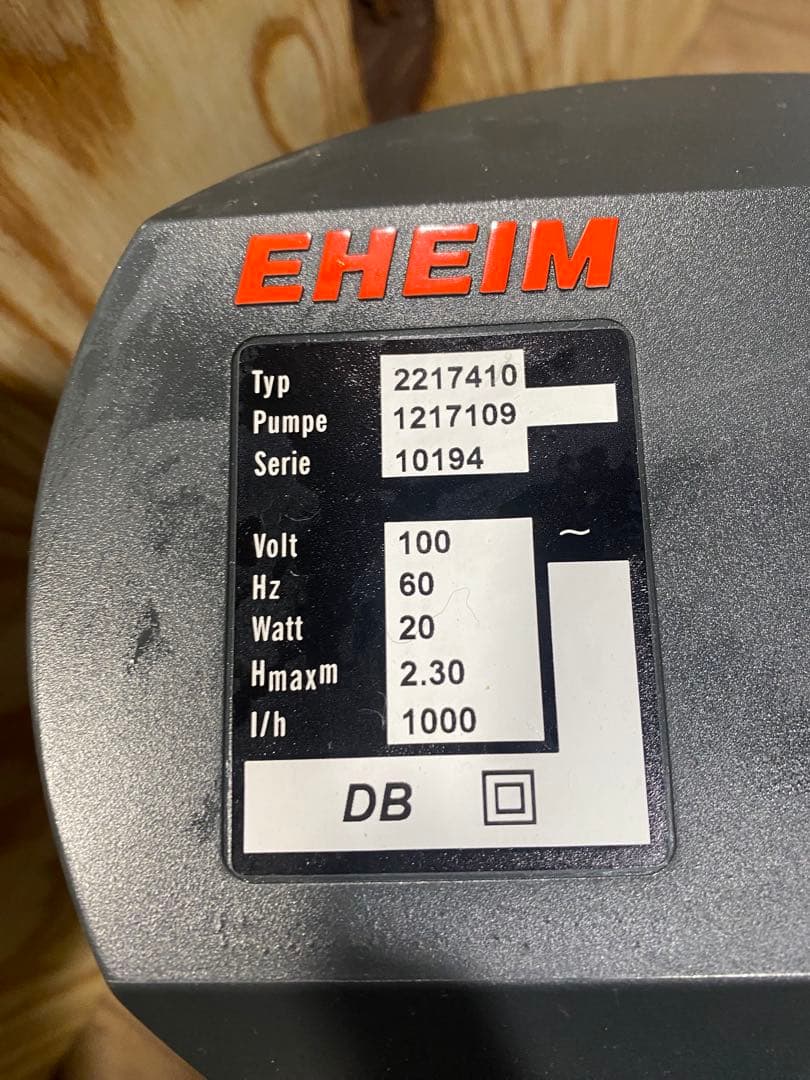 EHEIM
Typ 2217410
Pumpe 1217109
Serie 10194
Volt 100 ~
Hz 60
Watt 20
Hmaxm 2.30
l/h 1000
DB